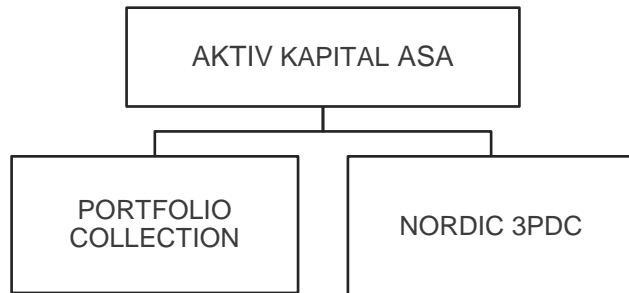 AKTIV KAPITAL ASA
PORTFOLIO
COLLECTION
NORDIC 3PDC